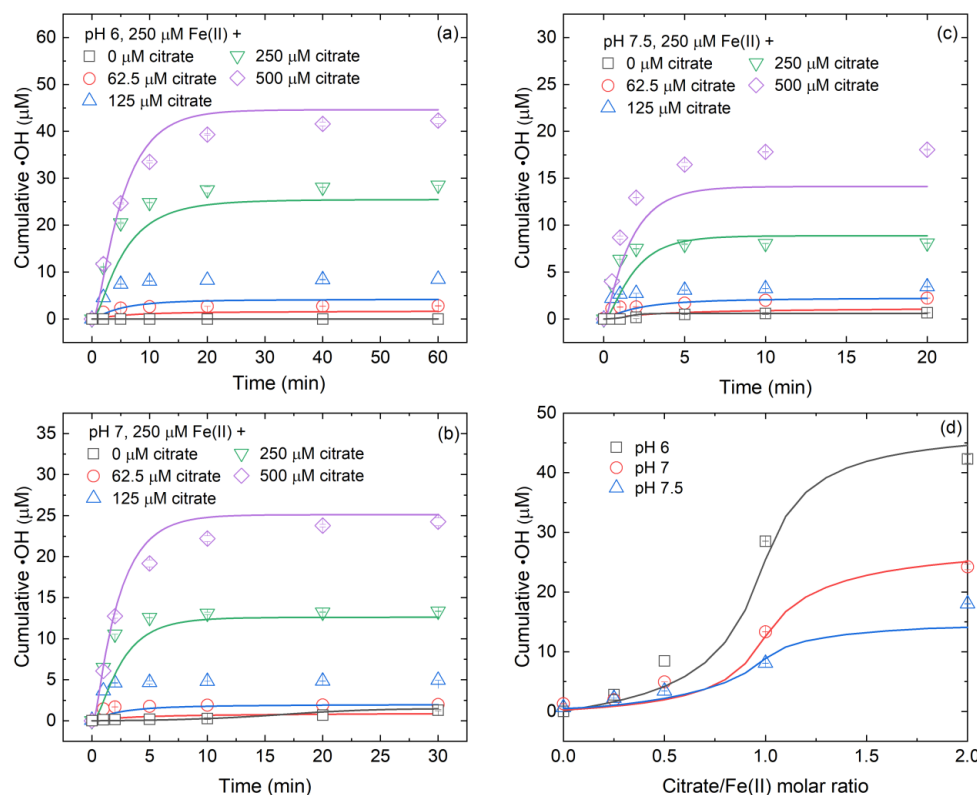 pH 6, 250 μM Fe(II) + (a)
0 μM citrate 250 μM citrate
62.5 μM citrate 500 μM citrate
125 μM citrate
60
50
40
30
20
10
0
Cumulative •OH (μM)
0 10 20 30 40 50 60
Time (min)
pH 7.5, 250 μM Fe(II) + (c)
0 μM citrate 250 μM citrate
62.5 μM citrate 500 μM citrate
125 μM citrate
30
25
20
15
10
5
0
Cumulative •OH (μM)
0 5 10 15 20
Time (min)
pH 7, 250 μM Fe(II) + (b)
0 μM citrate 250 μM citrate
62.5 μM citrate 500 μM citrate
125 μM citrate
35
30
25
20
15
10
5
0
Cumulative •OH (μM)
0 5 10 15 20 25 30
Time (min)
(d)
pH 6
pH 7
pH 7.5
50
40
30
20
10
0
Cumulative •OH (μM)
0.0 0.5 1.0 1.5 2.0
Citrate/Fe(II) molar ratio